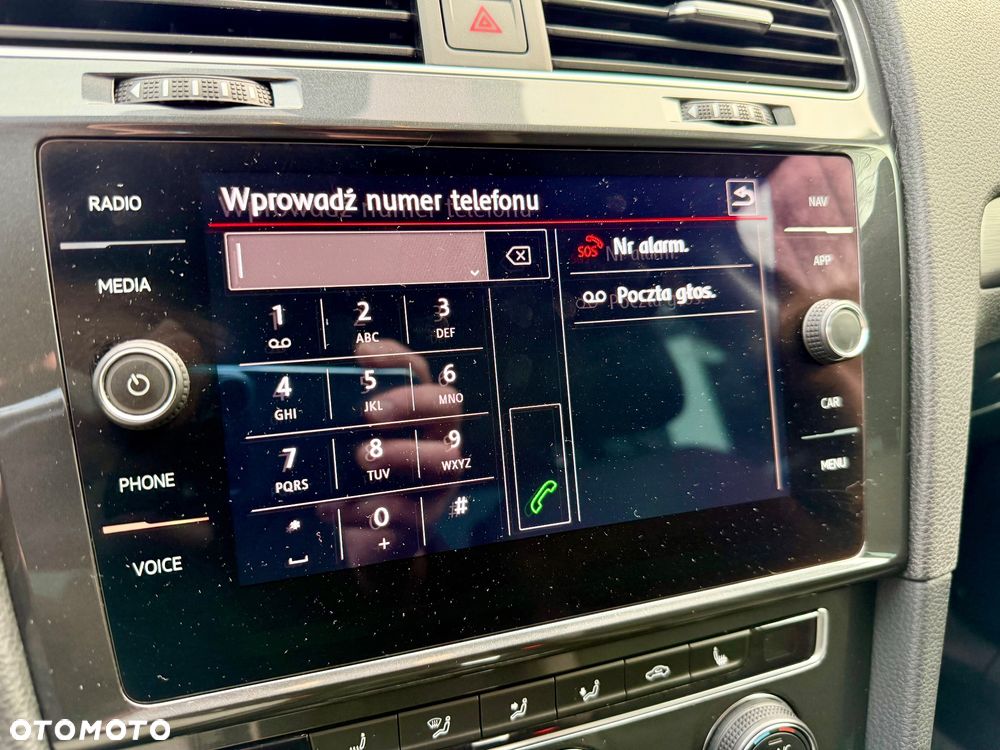 RADIO
MEDIA
PHONE
VOICE
Wprowadź numer telefonu
SOS Nr alarm.
Poczta głos.
1
2 ABC
3 DEF
4 GHI
5 JKL
6 MNO
7 PQRS
8 TUV
9 WXYZ
*
0 +
#
NAV
APP
CAR
MENU
OTOMOTO